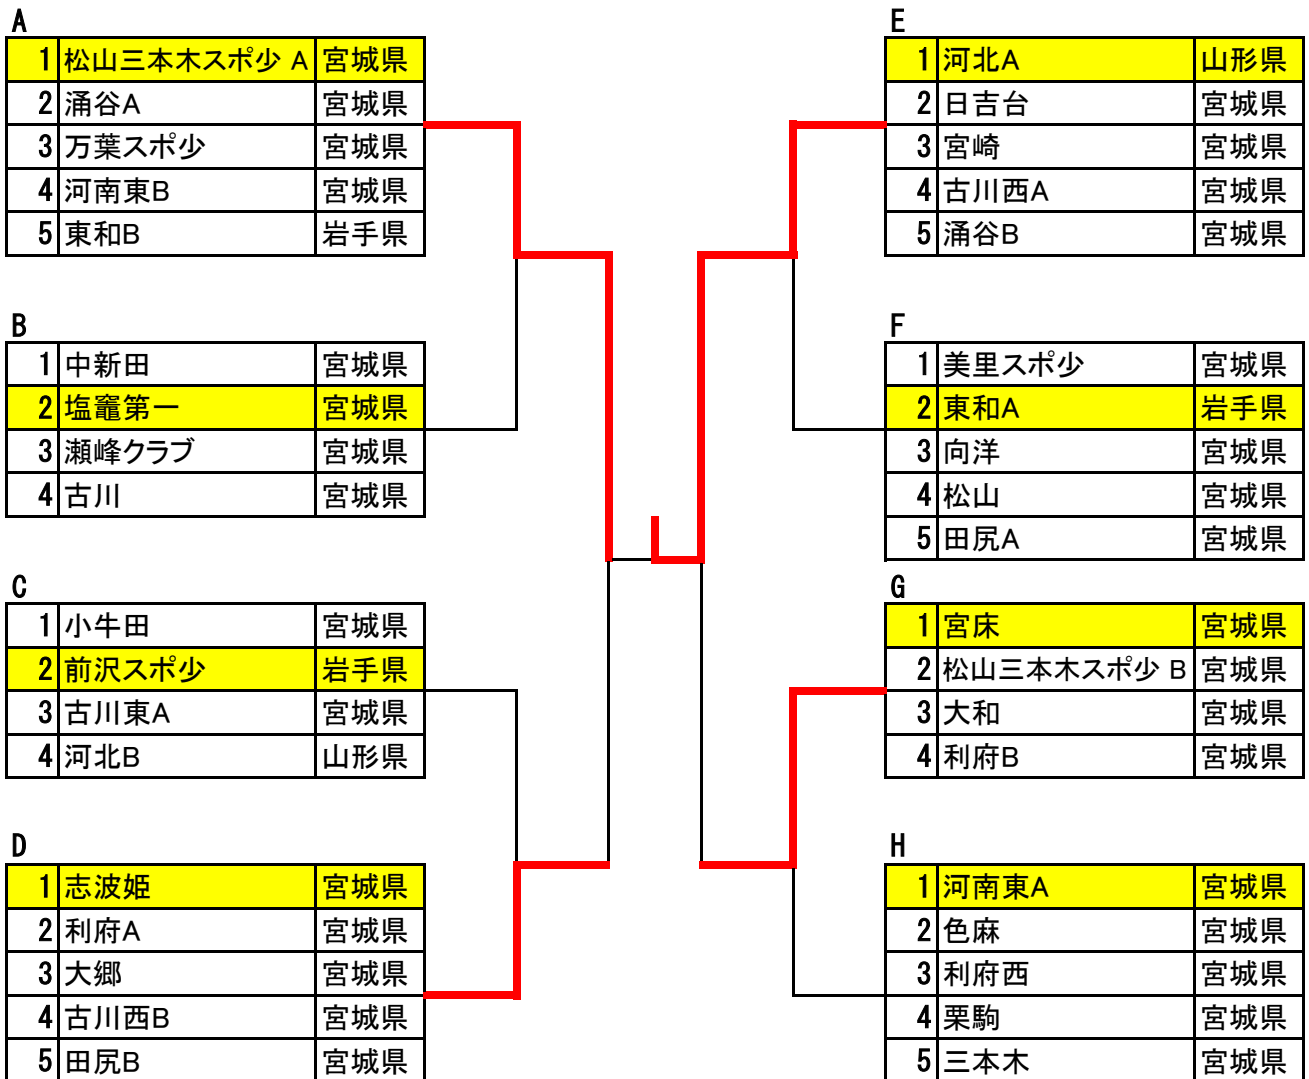 A
1 松山三本木スポ少 A 宮城県
2 涌谷A 宮城県
3 万葉スポ少 宮城県
4 河南東B 宮城県
5 東和B 岩手県
B
1 中新田 宮城県
2 塩竈第一 宮城県
3 瀬峰クラブ 宮城県
4 古川 宮城県
C
1 小牛田 宮城県
2 前沢スポ少 岩手県
3 古川東A 宮城県
4 河北B 山形県
D
1 志波姫 宮城県
2 利府A 宮城県
3 大郷 宮城県
4 古川西B 宮城県
5 田尻B 宮城県
E
1 河北A 山形県
2 日吉台 宮城県
3 宮崎 宮城県
4 古川西A 宮城県
5 涌谷B 宮城県
F
1 美里スポ少 宮城県
2 東和A 岩手県
3 向洋 宮城県
4 松山 宮城県
5 田尻A 宮城県
G
1 宮床 宮城県
2 松山三本木スポ少 B 宮城県
3 大和 宮城県
4 利府B 宮城県
H
1 河南東A 宮城県
2 色麻 宮城県
3 利府西 宮城県
4 栗駒 宮城県
5 三本木 宮城県